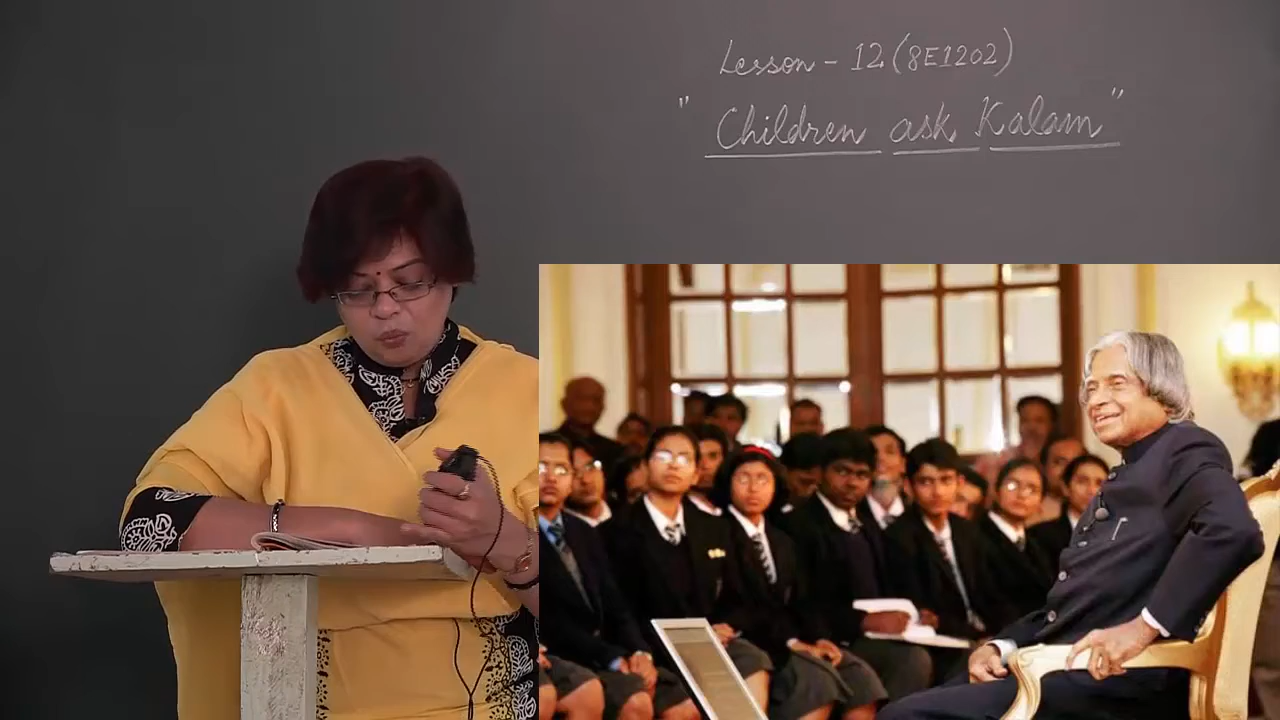 Lesson - 12 (8E1202)
" Children ask Kalam "